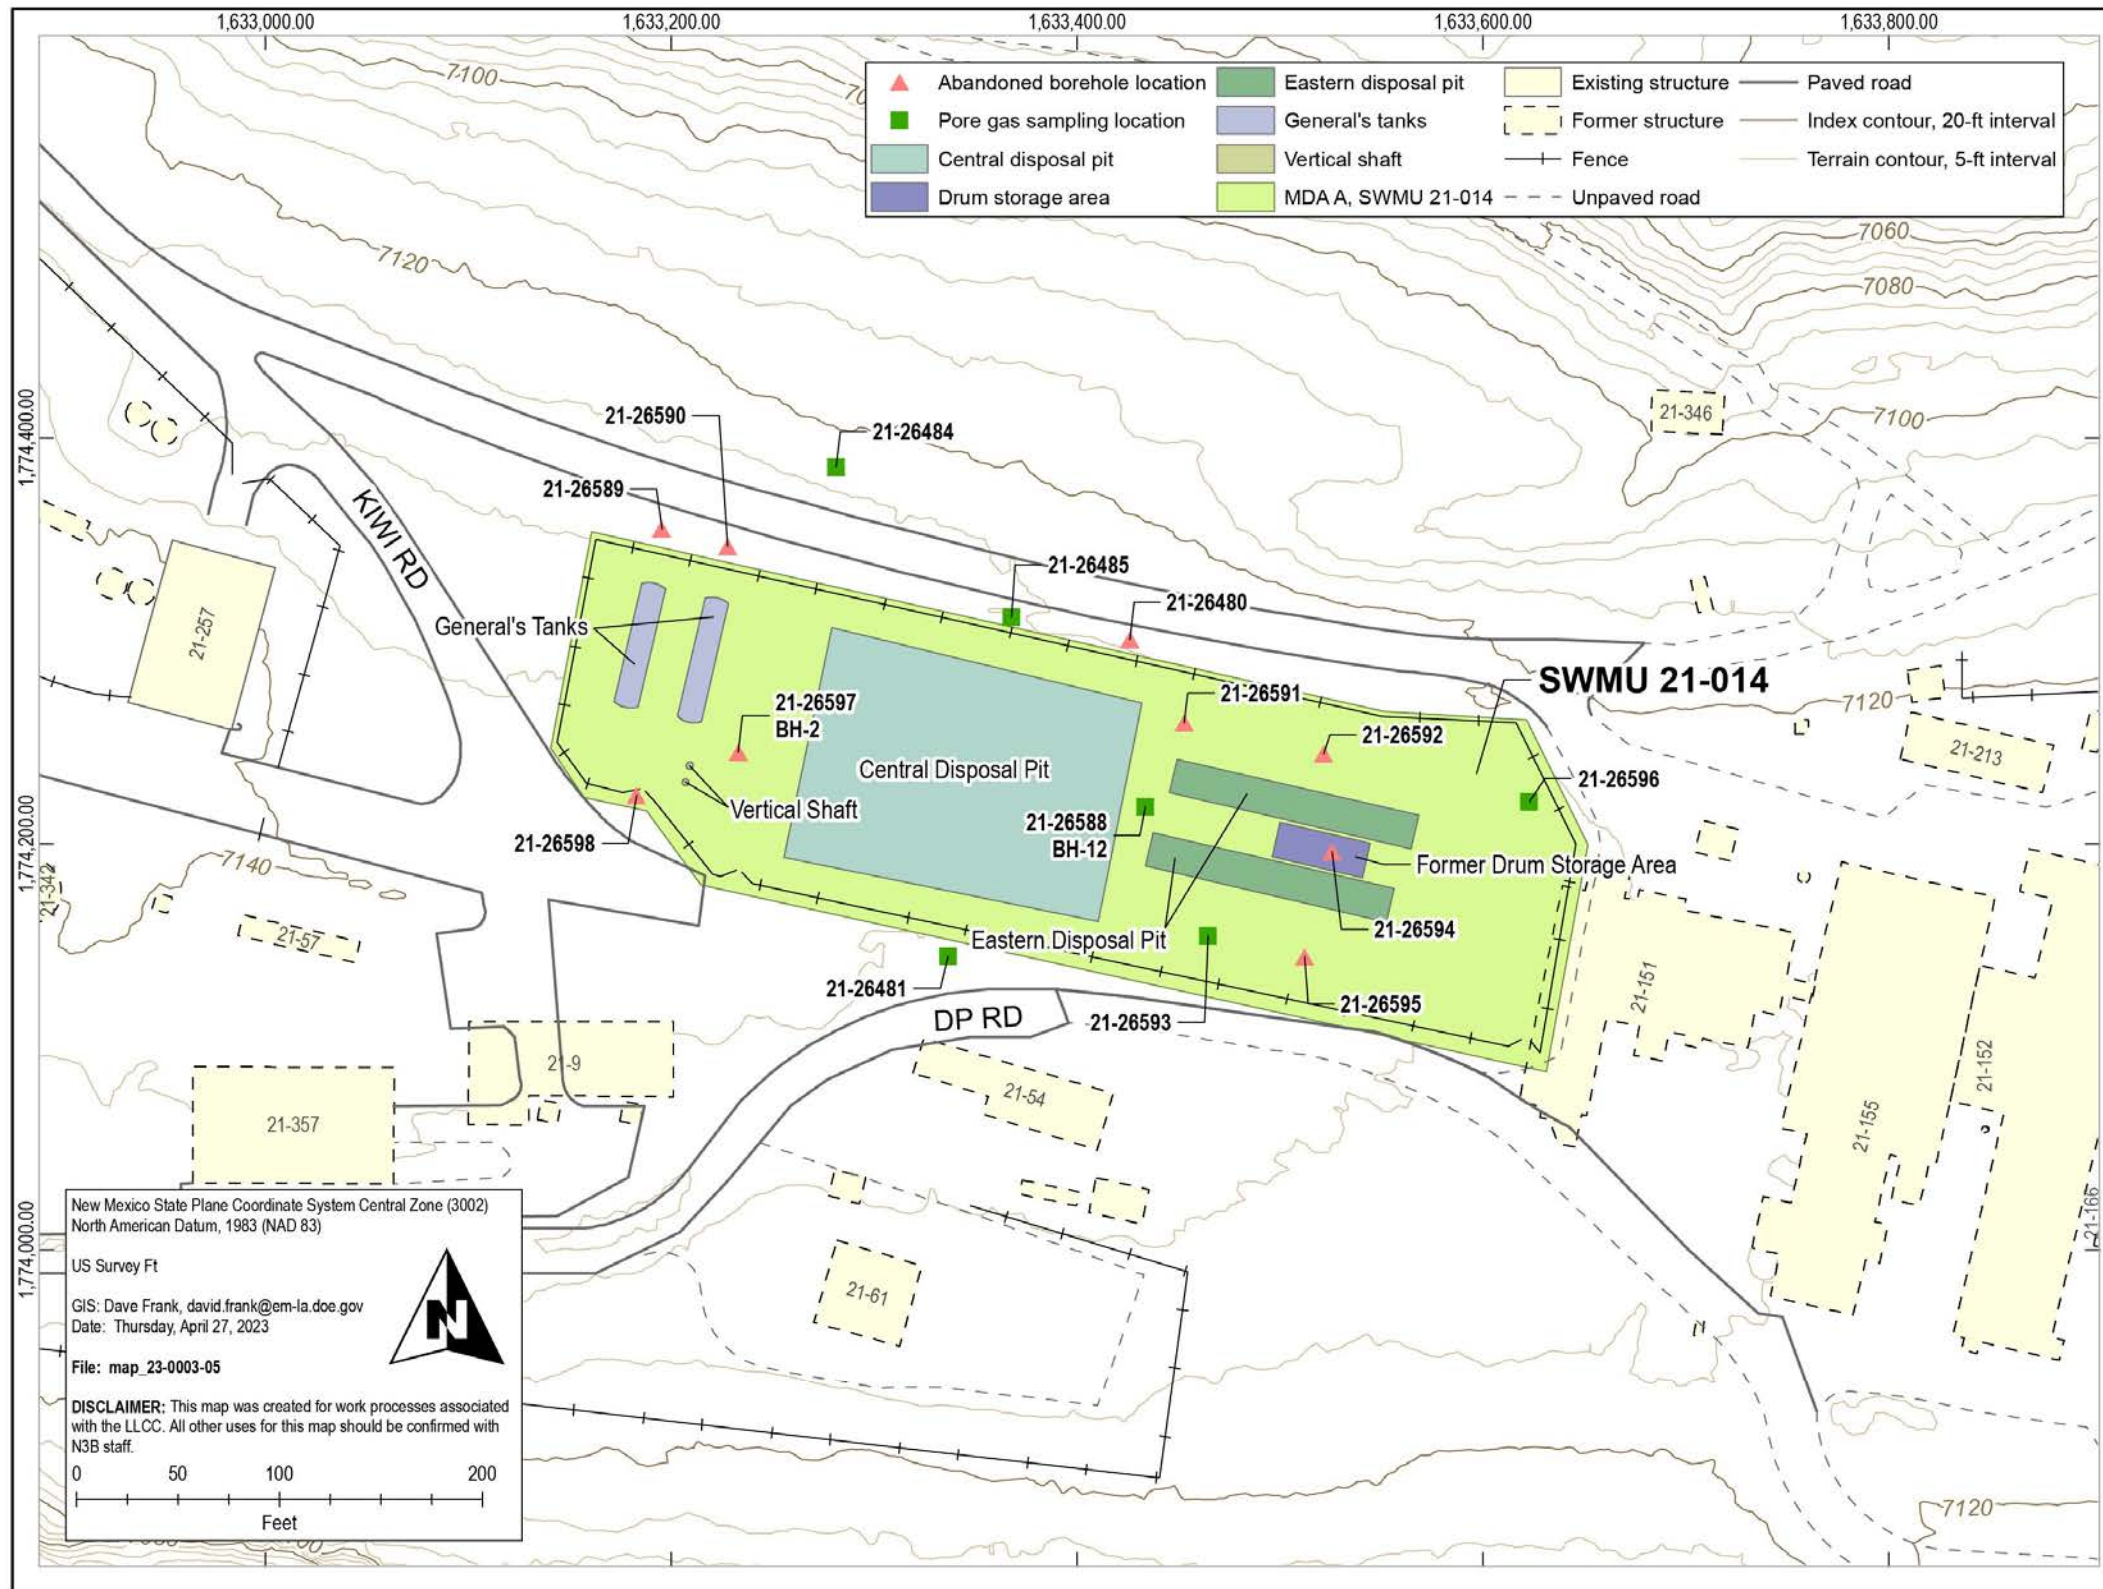 1,633,000.00
1,633,200.00
1,633,400.00
1,633,600.00
1,633,800.00
7100
Abandoned borehole location
Pore gas sampling location
Central disposal pit
Drum storage area
Eastern disposal pit
General's tanks
Vertical shaft
MDA A, SWMU 21-014
Existing structure
Former structure
Fence
Unpaved road
Paved road
Index contour, 20-ft interval
Terrain contour, 5-ft interval
7060
7120
7080
1,774,400.00
21-26590
21-26484
21-346
7100
21-26589
KIWI RD
21-26485
21-26480
21-257
General's Tanks
SWMU 21-014
21-26597
BH-2
21-26591
7120
21-26592
21-213
Central Disposal Pit
21-26596
Vertical Shaft
1,774,200.00
21-26588
BH-12
21-26598
7140
Former Drum Storage Area
21-342
21-57
21-26594
Eastern Disposal Pit
21-26481
21-151
21-26595
DP RD
21-26593
21-9
21-152
21-54
21-357
21-155
21-166
21-61
1,774,000.00
New Mexico State Plane Coordinate System Central Zone (3002)
North American Datum, 1983 (NAD 83)
US Survey Ft
GIS: Dave Frank, david.frank@em-la.doe.gov
Date: Thursday, April 27, 2023
N
File: map_23-0003-05
DISCLAIMER: This map was created for work processes associated
with the LLCC. All other uses for this map should be confirmed with
N3B staff.
0 50 100 200
Feet
7120